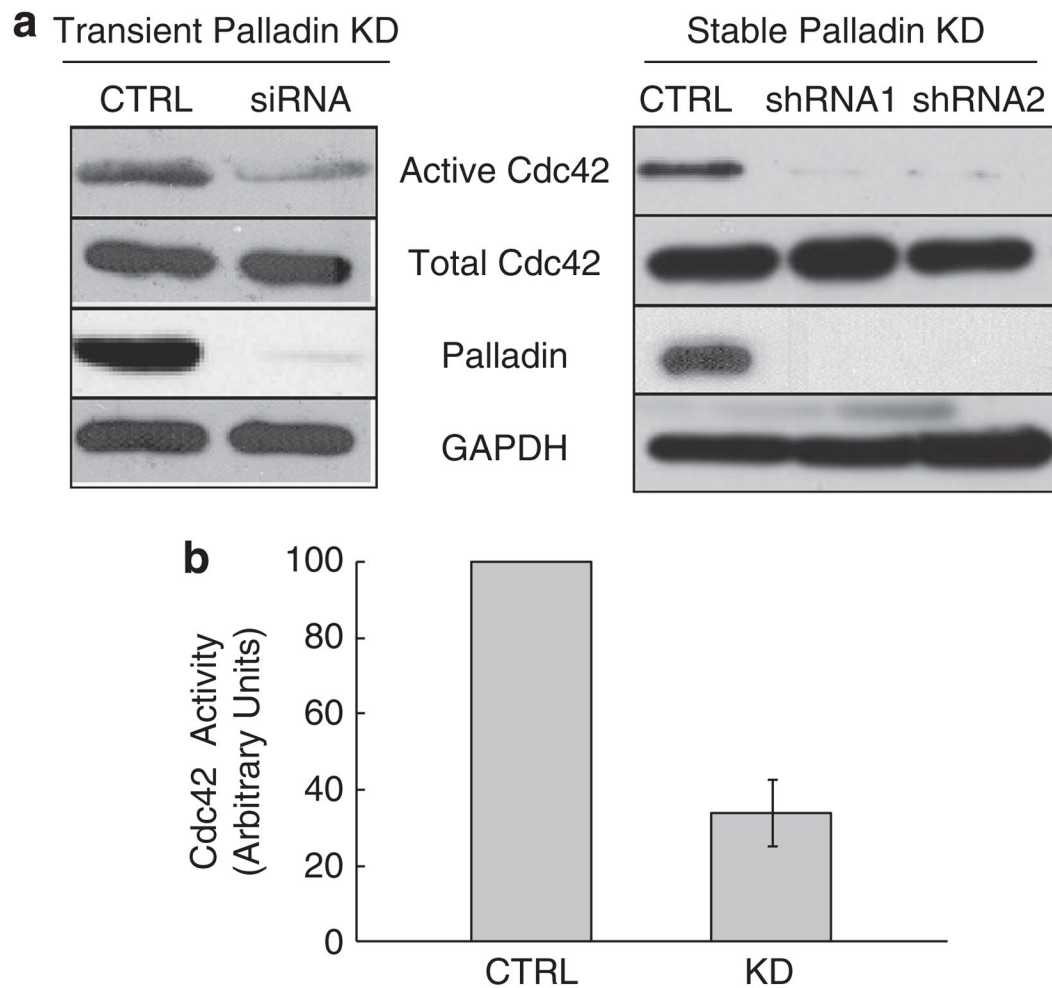 a Transient Palladin KD
Stable Palladin KD
CTRL siRNA
CTRL shRNA1 shRNA2
Active Cdc42
Total Cdc42
Palladin
GAPDH
b
Cdc42 Activity
(Arbitrary Units)
100
80
60
40
20
0
CTRL KD